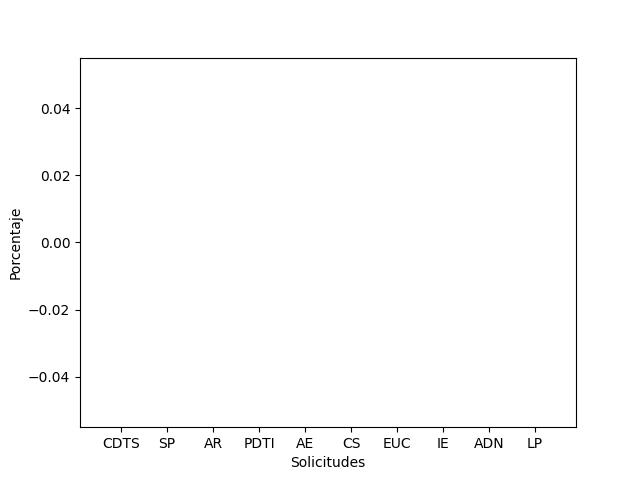 0.04
0.02
0.00
−0.02
−0.04
Porcentaje
CDTS SP AR PDTI AE CS EUC IE ADN LP
Solicitudes